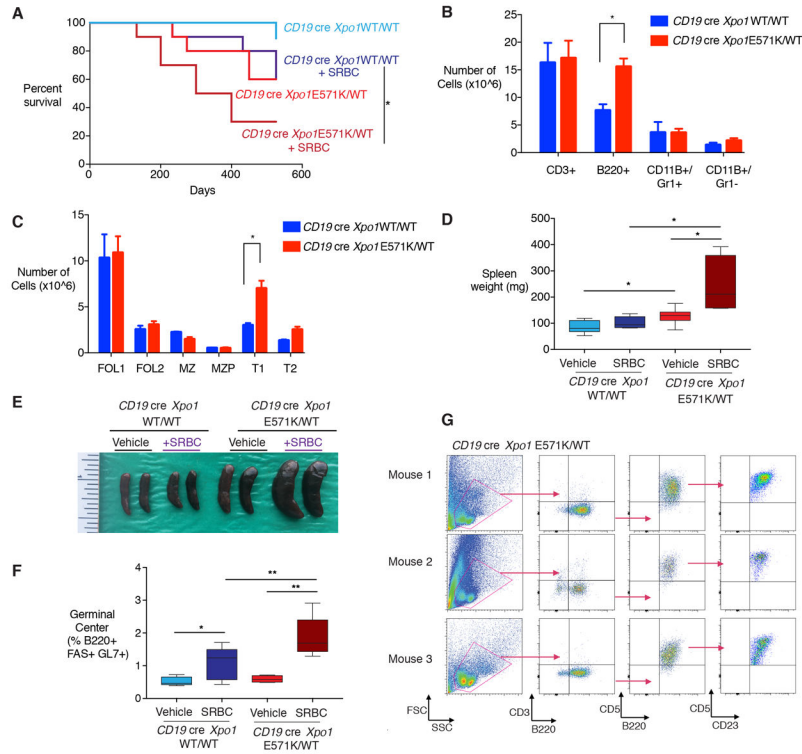 A
Percent
survival
100
80
60
40
20
0
0 200 400 600
Days
CD19 cre Xpo1WT/WT
CD19 cre Xpo1WT/WT
+ SRBC
CD19 cre Xpo1E571K/WT
CD19 cre Xpo1E571K/WT
+ SRBC
*
B
CD19 cre Xpo1WT/WT
CD19 cre Xpo1E571K/WT
Number of
Cells (x10^6)
25
20
15
10
5
0
*
CD3+ B220+ CD11B+/ CD11B+/
Gr1+ Gr1-
C
CD19 cre Xpo1WT/WT
CD19 cre Xpo1E571K/WT
Number of
Cells (x10^6)
15
10
5
0
*
FOL1 FOL2 MZ MZP T1 T2
D
Spleen
weight (mg)
500
400
300
200
100
0
*
*
*
Vehicle SRBC Vehicle SRBC
CD19 cre Xpo1 CD19 cre Xpo1
WT/WT E571K/WT
E
CD19 cre Xpo1 CD19 cre Xpo1
WT/WT E571K/WT
Vehicle +SRBC Vehicle +SRBC
F
Germinal
Center
(% B220+
FAS+ GL7+)
4
3
2
1
0
**
**
*
Vehicle SRBC Vehicle SRBC
CD19 cre Xpo1 CD19 cre Xpo1
WT/WT E571K/WT
G
CD19 cre Xpo1 E571K/WT
Mouse 1
Mouse 2
Mouse 3
FSC CD3 CD5 CD5
SSC B220 B220 CD23